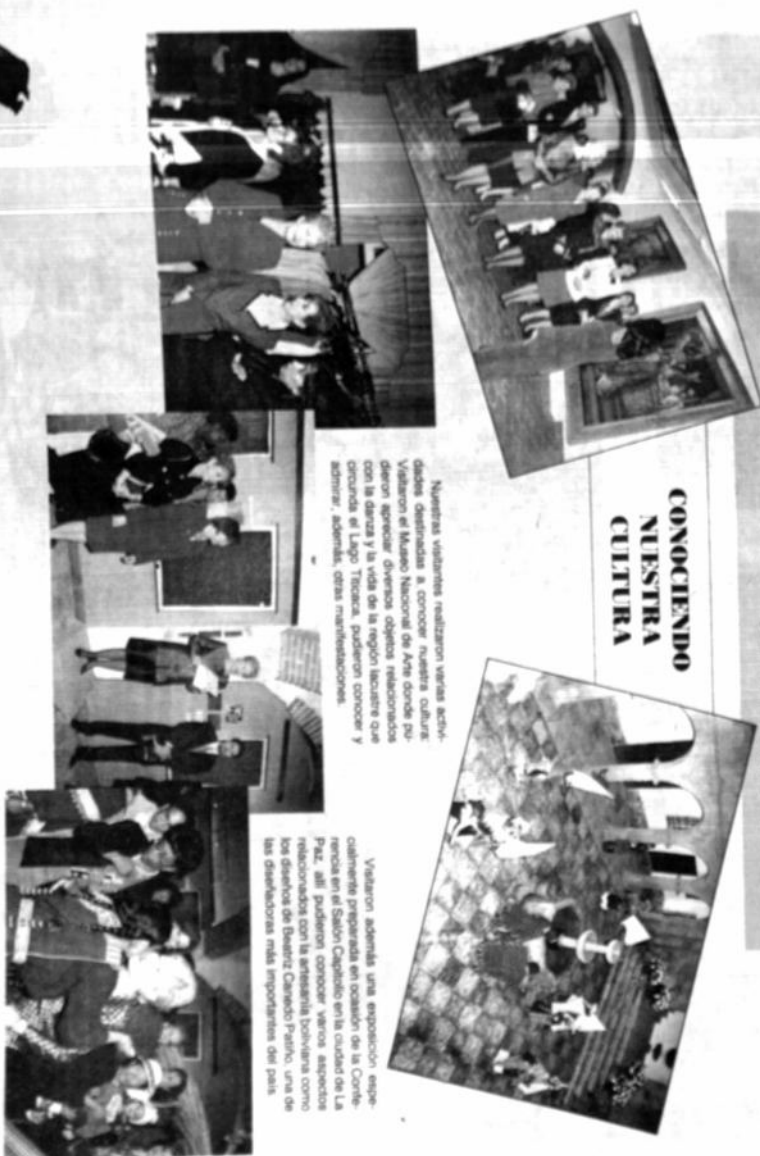 CONOCIENDO
NUESTRA
CULTURA
Nuestras visitantes realizaron varias activi-
dades destinadas a conocer nuestra cultura:
Visitaron el Museo Nacional de Arte donde pu-
dieron apreciar diversos objetos relacionados
con la danza y la vida de la región lacustre que
circunda el Lago Titicaca, pudieron conocer y
admirar, además, otras manifestaciones.
Visitaron además una exposición espe-
cialmente preparada en ocasión de la Confe-
rencia en el Salón Capitolio en la ciudad de La
Paz, allí pudieron conocer varios aspectos
relacionados con la artesanía boliviana como
los diseños de Beatriz Canedo Patiño, una de
las diseñadoras más importantes del país.